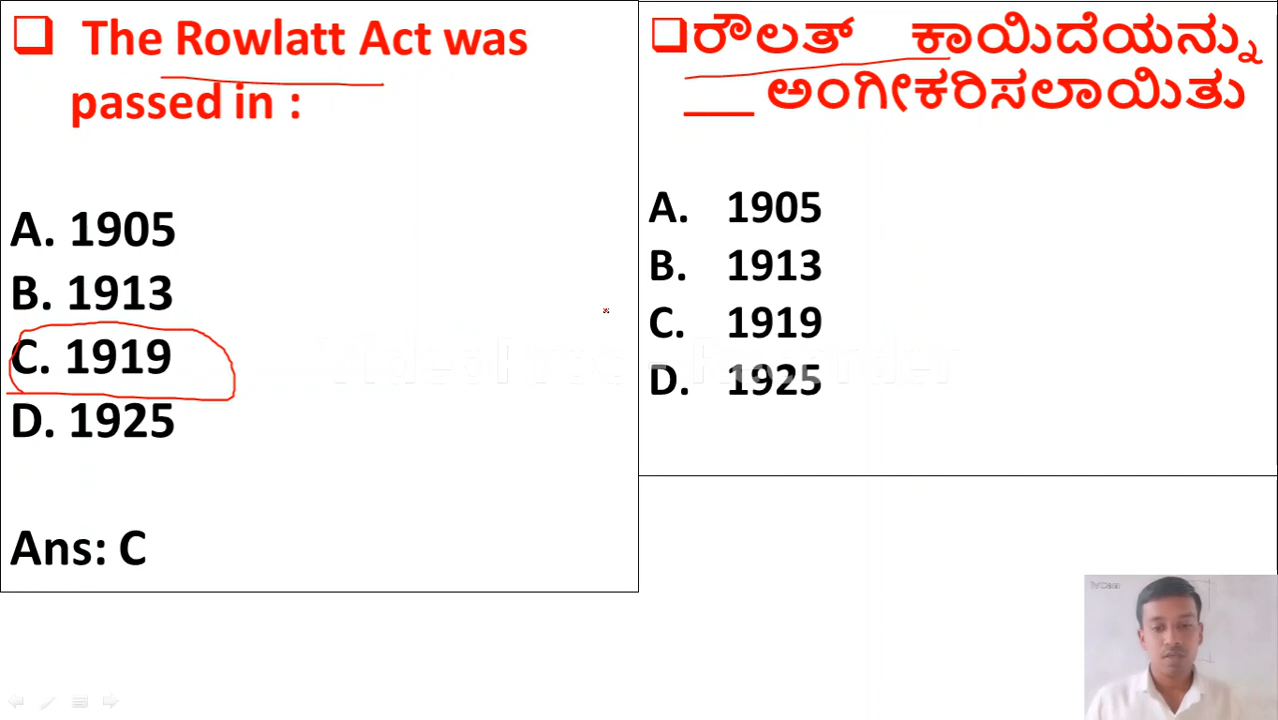 ❑ The Rowlatt Act was
passed in :
A. 1905
B. 1913
C. 1919
D. 1925
Ans: C
❑ರೌಲತ್ ಕಾಯಿದೆಯನ್ನು
___ ಅಂಗೀಕರಿಸಲಾಯಿತು
A. 1905
B. 1913
C. 1919
D. 1925